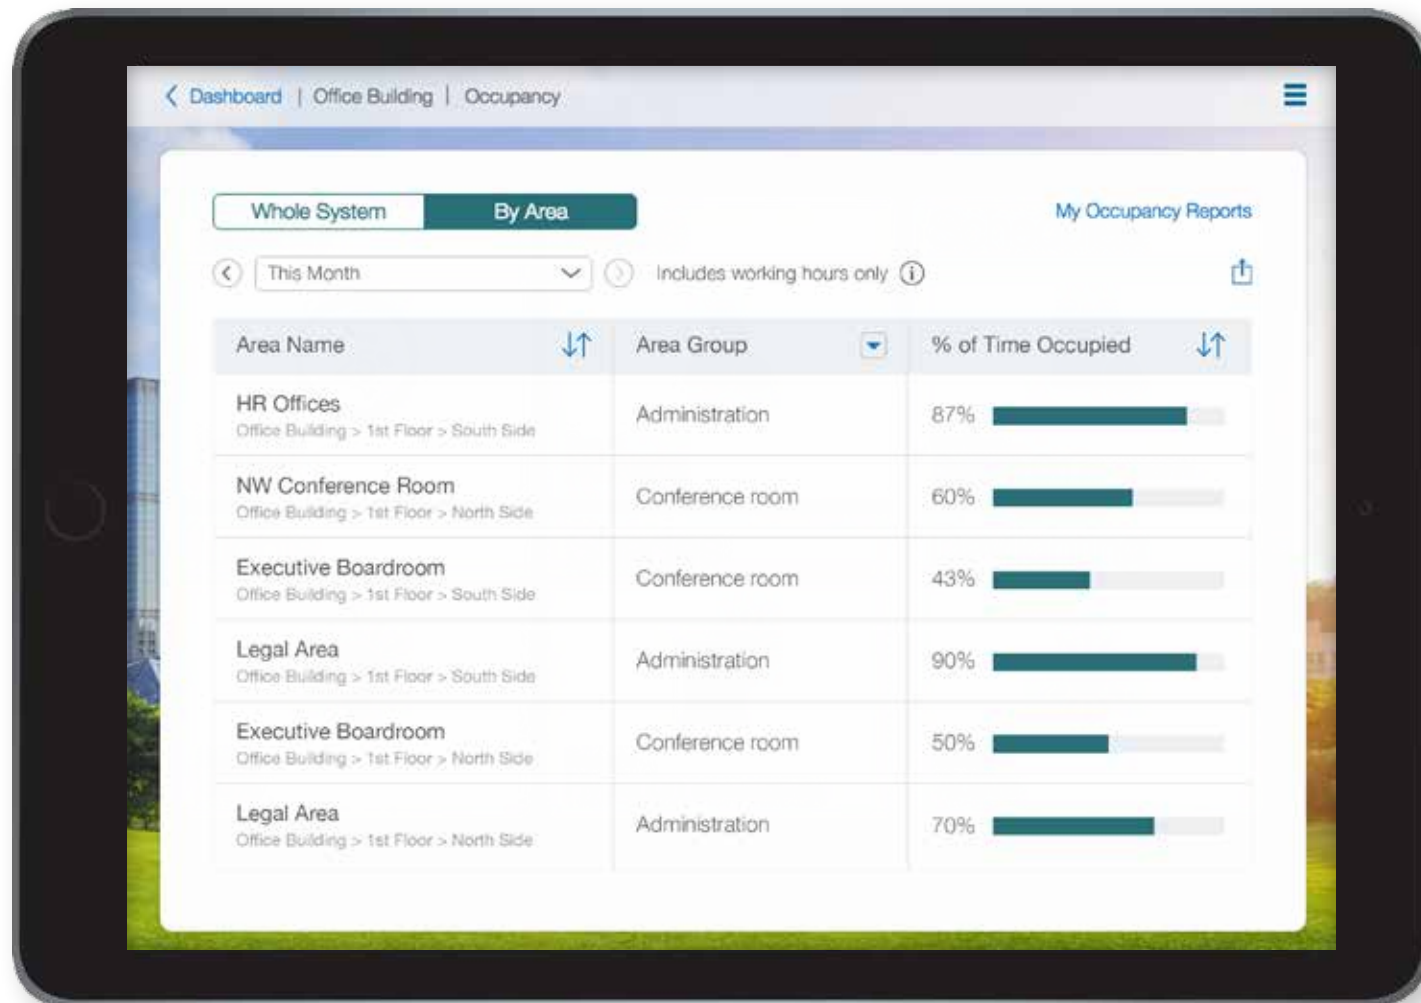 Dashboard | Office Building | Occupancy
Whole System By Area My Occupancy Reports
This Month Includes working hours only
Area Name Area Group % of Time Occupied
HR Offices
Office Building > 1st Floor > South Side
Administration 87%
NW Conference Room
Office Building > 1st Floor > North Side
Conference room 60%
Executive Boardroom
Office Building > 1st Floor > South Side
Conference room 43%
Legal Area
Office Building > 1st Floor > South Side
Administration 90%
Executive Boardroom
Office Building > 1st Floor > North Side
Conference room 50%
Legal Area
Office Building > 1st Floor > North Side
Administration 70%